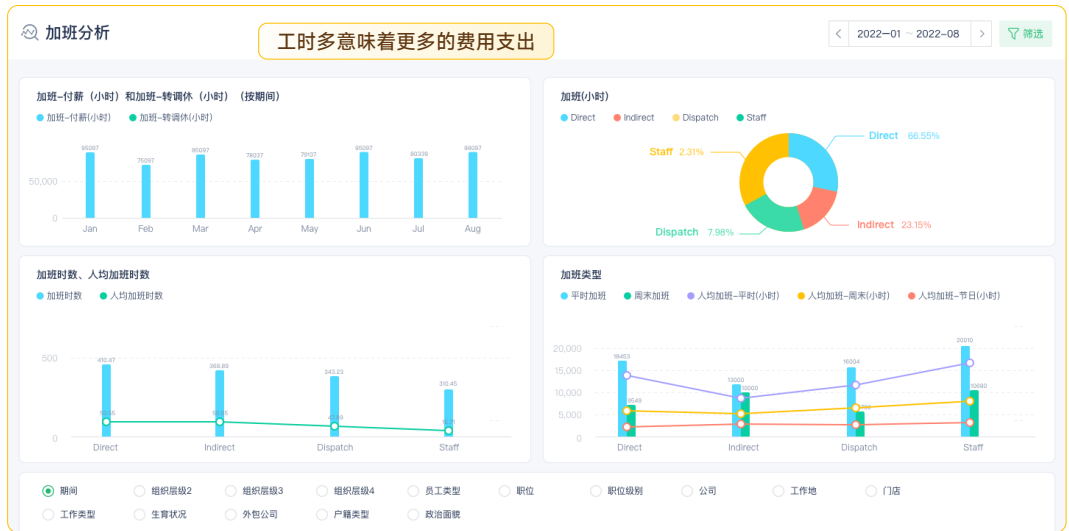 加班分析
工时多意味着更多的费用支出
2022-01 ~ 2022-08
筛选
加班-付薪（小时）和加班-转调休（小时）（按期间）
加班-付薪(小时) 加班-转调休(小时)
95097 75097 85097 78037 79107 95097 80339 98097
50,000
0
Jan Feb Mar Apr May Jun Jul Aug
加班(小时)
Direct Indirect Dispatch Staff
Direct 66.55%
Staff 2.31%
Indirect 23.15%
Dispatch 7.98%
加班时数、人均加班时数
加班时数 人均加班时数
500
410.47 368.89 343.23 310.45
0
Direct Indirect Dispatch Staff
加班类型
平时加班 周末加班 人均加班-平时(小时) 人均加班-周末(小时) 人均加班-节日(小时)
20,000
15,000
10,000
5,000
0
19453 8549 13000 10000 16004 20010 10680
Direct Indirect Dispatch Staff
期间 组织层级2 组织层级3 组织层级4 员工类型 职位 职位级别 公司 工作地 门店
工作类型 生育状况 外包公司 户籍类型 政治面貌